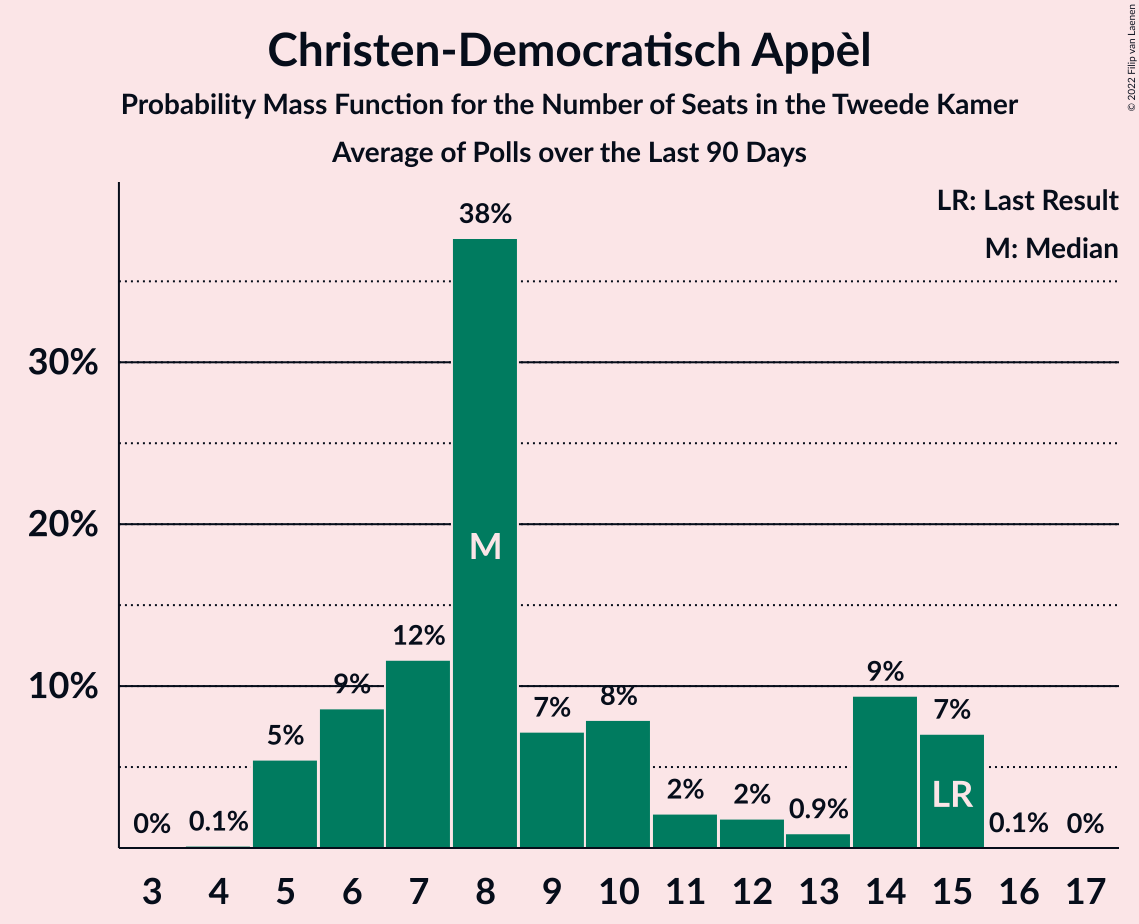 Christen-Democratisch Appèl
Probability Mass Function for the Number of Seats in the Tweede Kamer
Average of Polls over the Last 90 Days
© 2022 Filip van Laenen
LR: Last Result
M: Median
38%
30%
20%
M
12%
10%
9%
8%
9%
7%
7%
5%
2%
2%
0.9%
LR
0%
0.1%
0.1%
0%
3 4 5 6 7 8 9 10 11 12 13 14 15 16 17